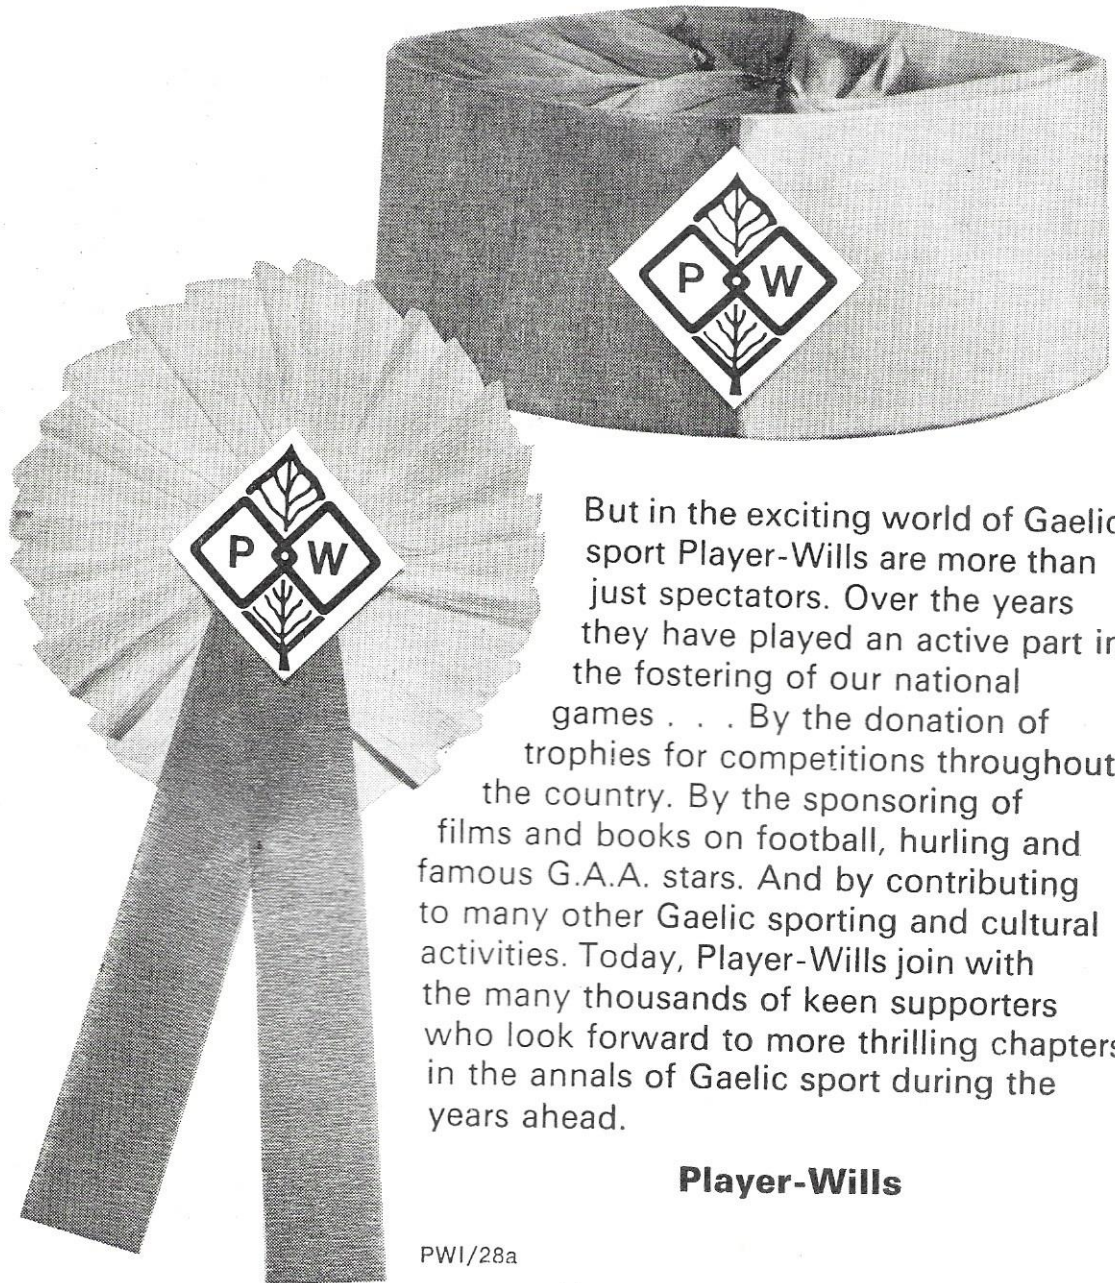 P W
P W
But in the exciting world of Gaelic
sport Player-Wills are more than
just spectators. Over the years
they have played an active part in
the fostering of our national
games . . . By the donation of
trophies for competitions throughout
the country. By the sponsoring of
films and books on football, hurling and
famous G.A.A. stars. And by contributing
to many other Gaelic sporting and cultural
activities. Today, Player-Wills join with
the many thousands of keen supporters
who look forward to more thrilling chapters
in the annals of Gaelic sport during the
years ahead.
Player-Wills
PWI/28a